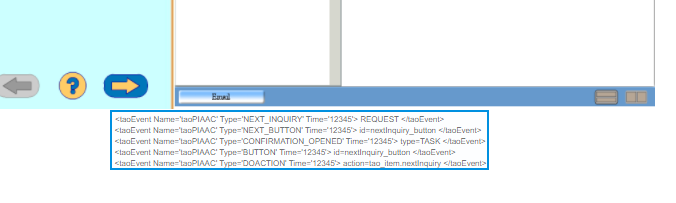 ?
Email
<taoEvent Name='taoPIAAC' Type='NEXT_INQUIRY' Time='12345'> REQUEST </taoEvent>
<taoEvent Name='taoPIAAC' Type='NEXT_BUTTON' Time='12345'> id=nextInquiry_button </taoEvent>
<taoEvent Name='taoPIAAC' Type='CONFIRMATION_OPENED' Time='12345'> type=TASK </taoEvent>
<taoEvent Name='taoPIAAC' Type='BUTTON' Time='12345'> id=nextInquiry_button </taoEvent>
<taoEvent Name='taoPIAAC' Type='DOACTION' Time='12345'> action=tao_item.nextInquiry </taoEvent>